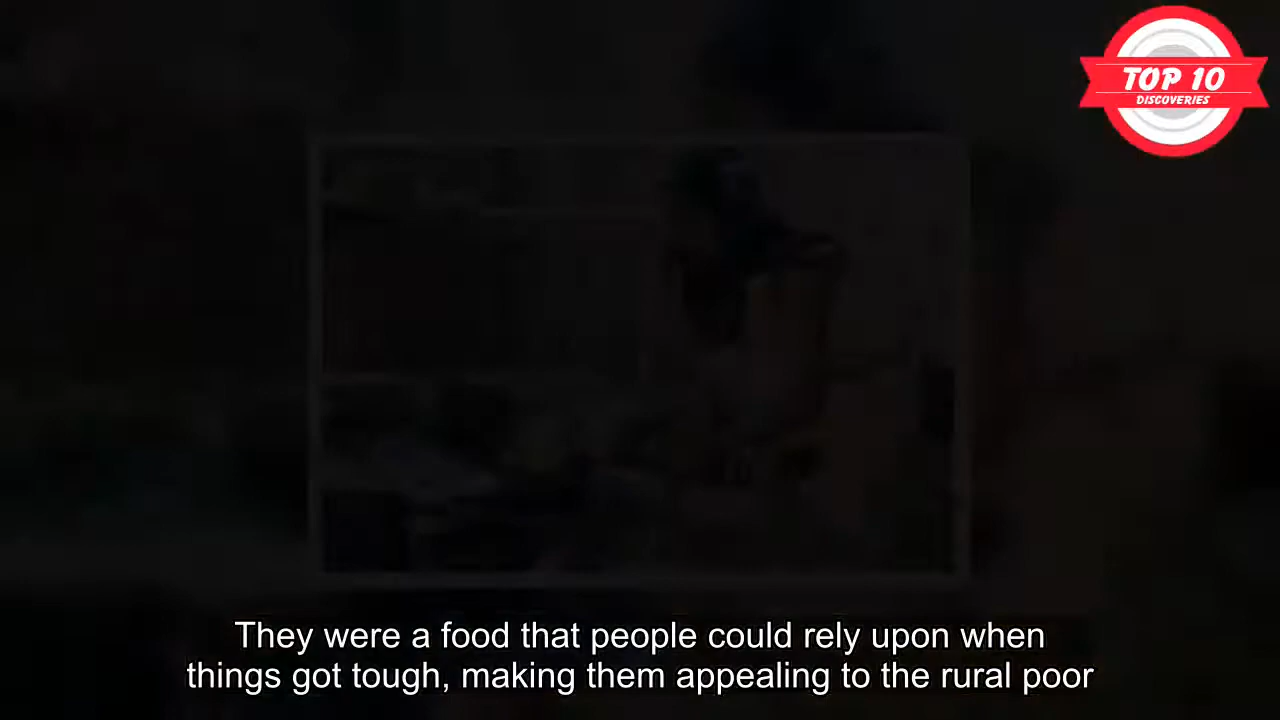 TOP 10
DISCOVERIES
They were a food that people could rely upon when
things got tough, making them appealing to the rural poor